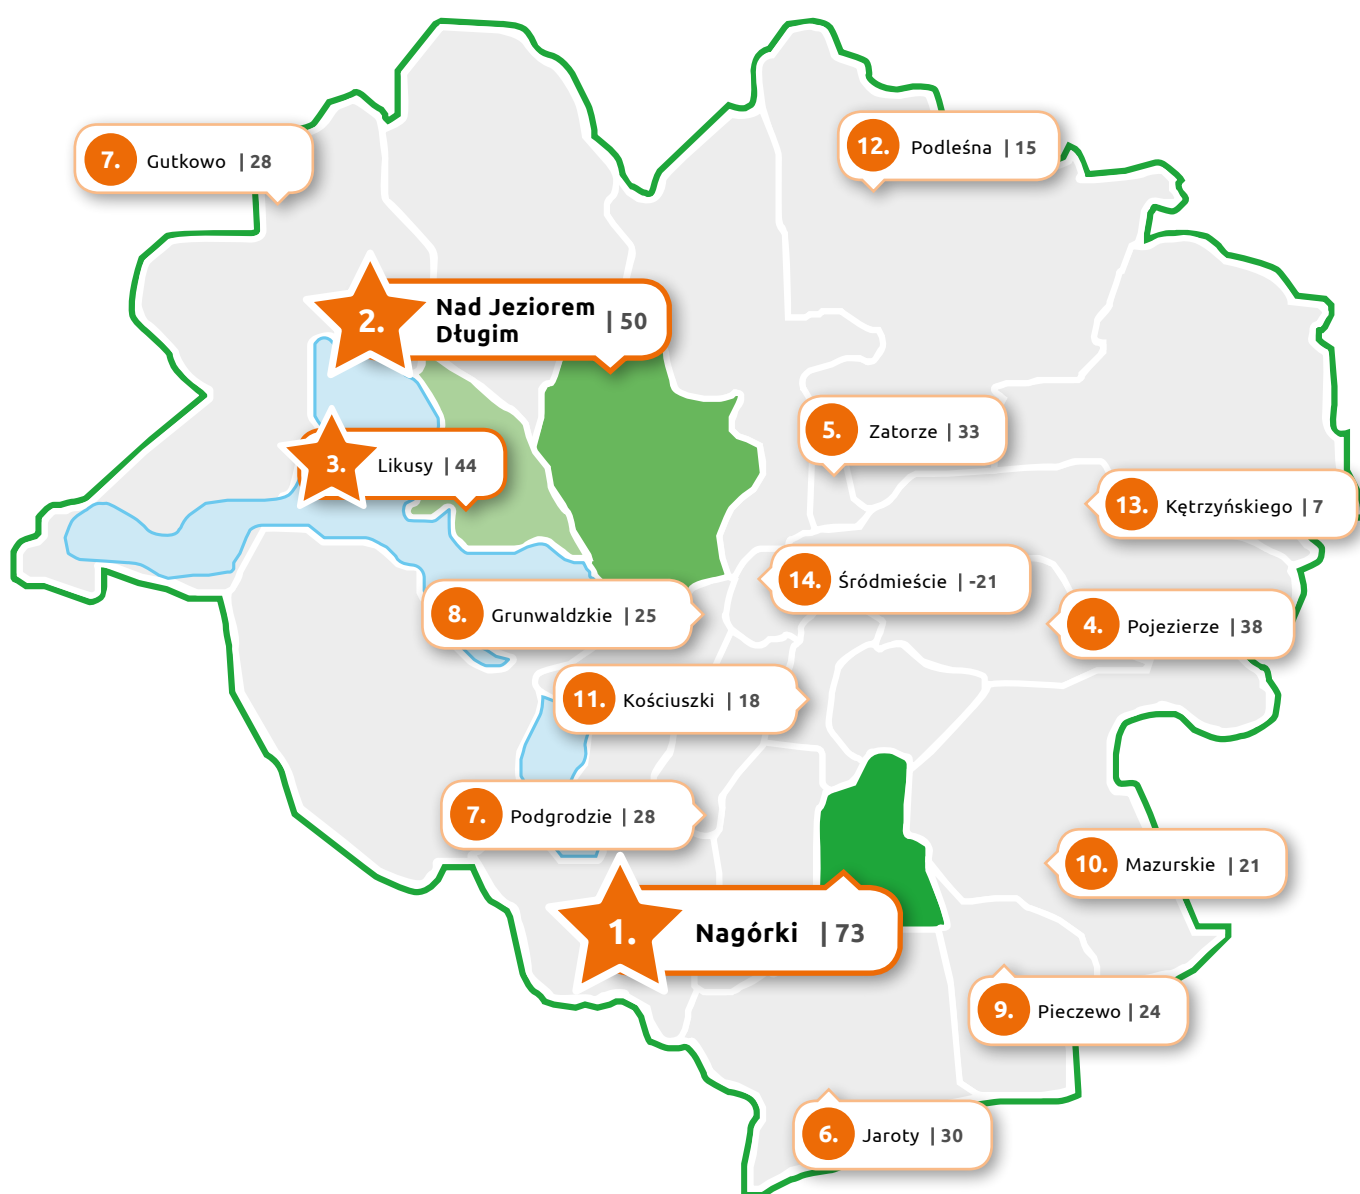 7. Gutkowo | 28
12. Podleśna | 15
2. Nad Jeziorem
Długim | 50
5. Zatorze | 33
3. Likusy | 44
13. Kętrzyńskiego | 7
14. Śródmieście | -21
8. Grunwaldzkie | 25
4. Pojezierze | 38
11. Kościuszki | 18
7. Podgrodzie | 28
10. Mazurskie | 21
1. Nagórki | 73
9. Pieczewo | 24
6. Jaroty | 30